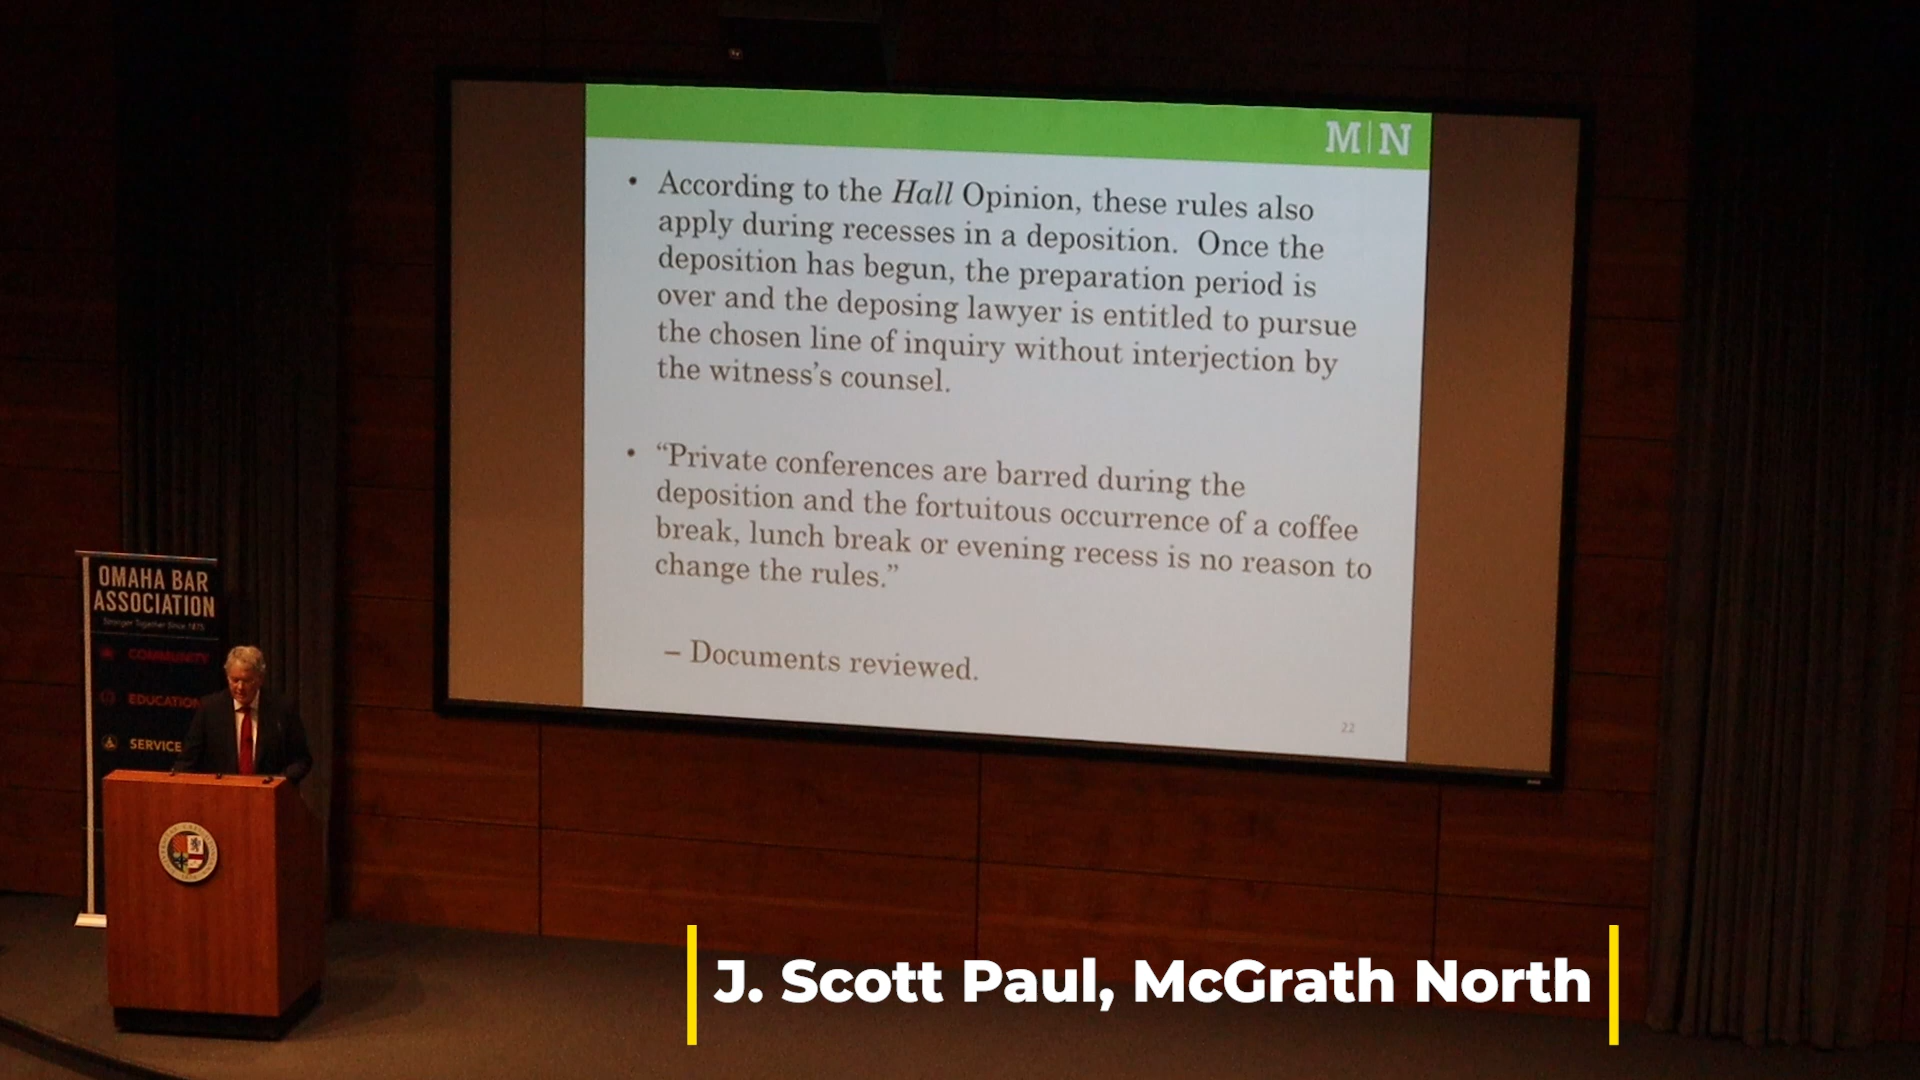 M|N
• According to the Hall Opinion, these rules also
apply during recesses in a deposition. Once the
deposition has begun, the preparation period is
over and the deposing lawyer is entitled to pursue
the chosen line of inquiry without interjection by
the witness's counsel.
• “Private conferences are barred during the
deposition and the fortuitous occurrence of a coffee
break, lunch break or evening recess is no reason to
change the rules.”
– Documents reviewed.
22
OMAHA BAR
ASSOCIATION
Stronger Together Since 1875
COMMUNITY
EDUCATION
SERVICE
J. Scott Paul, McGrath North